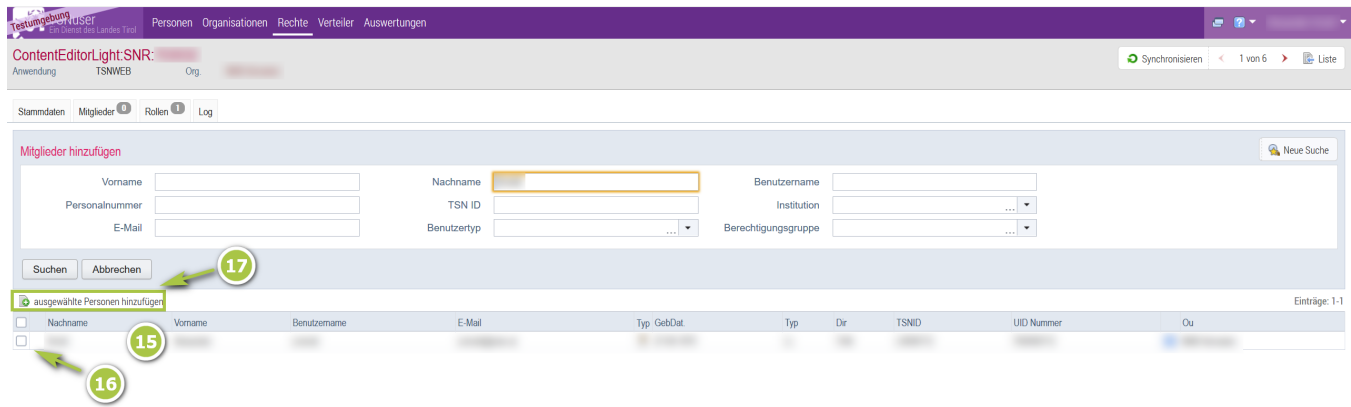 Testumgebung
Ein Dienst des Landes Tirol
Personen Organisationen Rechte Verteiler Auswertungen
?
ContentEditorLight:SNR:
Anwendung TSNWEB Org.
Synchronisieren 1 von 6 Liste
Stammdaten Mitglieder 0 Rollen 1 Log
Mitglieder hinzufügen
Neue Suche
Vorname Nachname Benutzername
Personalnummer TSN ID Institution ...
E-Mail Benutzertyp ... Berechtigungsgruppe ...
Suchen Abbrechen 17
ausgewählte Personen hinzufügen Einträge: 1-1
Nachname Vorname Benutzername E-Mail Typ GebDat. Typ Dir TSNID UID Nummer Ou
15
16